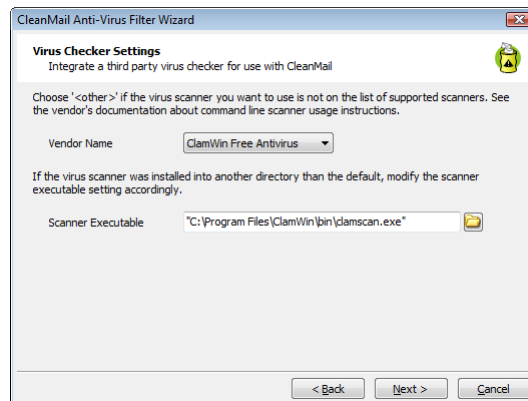 CleanMail Anti-Virus Filter Wizard
Virus Checker Settings
Integrate a third party virus checker for use with CleanMail
Choose '<other>' if the virus scanner you want to use is not on the list of supported scanners. See
the vendor's documentation about command line scanner usage instructions.
Vendor Name
ClamWin Free Antivirus
If the virus scanner was installed into another directory than the default, modify the scanner
executable setting accordingly.
Scanner Executable
"C:\Program Files\ClamWin\bin\clamscan.exe"
< Back
Next >
Cancel